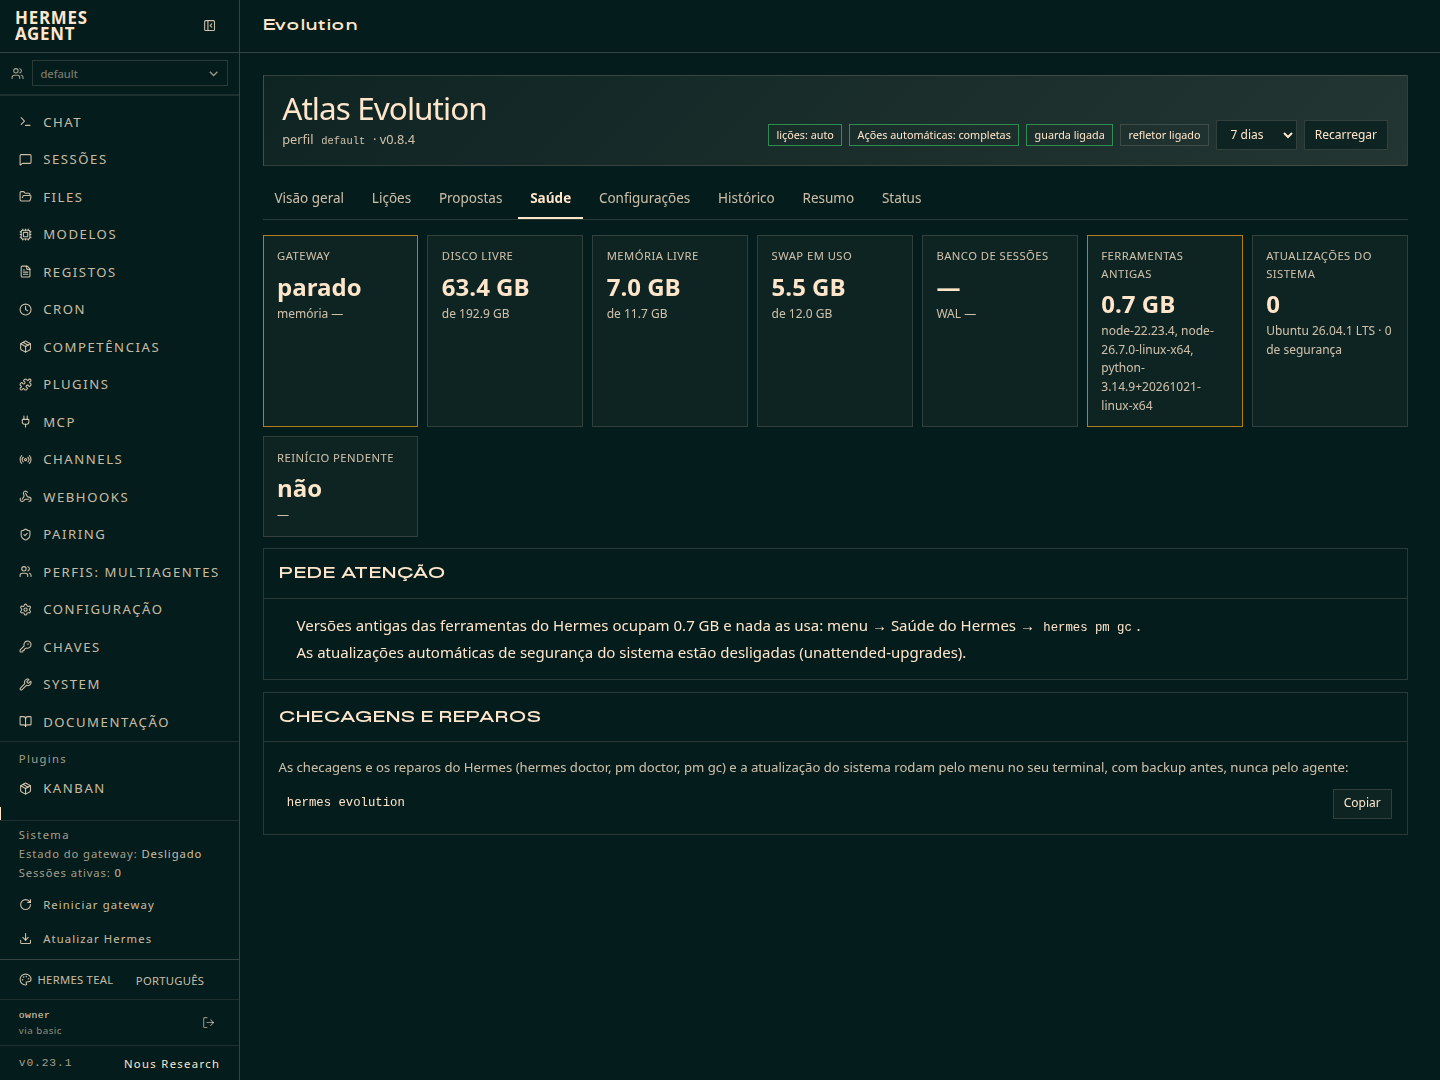 HERMES
AGENT
default
CHAT
SESSÕES
FILES
MODELOS
REGISTOS
CRON
COMPETÊNCIAS
PLUGINS
MCP
CHANNELS
WEBHOOKS
PAIRING
PERFIS: MULTIAGENTES
CONFIGURAÇÃO
CHAVES
SYSTEM
DOCUMENTAÇÃO
Plugins
KANBAN
Sistema
Estado do gateway: Desligado
Sessões ativas: 0
Reiniciar gateway
Atualizar Hermes
HERMES TEAL PORTUGUÊS
owner
via basic
v0.23.1 Nous Research
Evolution
Atlas Evolution
perfil default · v0.8.4
lições: auto Ações automáticas: completas guarda ligada refletor ligado 7 dias Recarregar
Visão geral Lições Propostas Saúde Configurações Histórico Resumo Status
GATEWAY
parado
memória —
DISCO LIVRE
63.4 GB
de 192.9 GB
MEMÓRIA LIVRE
7.0 GB
de 11.7 GB
SWAP EM USO
5.5 GB
de 12.0 GB
BANCO DE SESSÕES
—
WAL —
FERRAMENTAS
ANTIGAS
0.7 GB
node-22.23.4, node-
26.7.0-linux-x64,
python-
3.14.9+20261021-
linux-x64
ATUALIZAÇÕES DO
SISTEMA
0
Ubuntu 26.04.1 LTS · 0
de segurança
REINÍCIO PENDENTE
não
—
PEDE ATENÇÃO
Versões antigas das ferramentas do Hermes ocupam 0.7 GB e nada as usa: menu → Saúde do Hermes → hermes pm gc .
As atualizações automáticas de segurança do sistema estão desligadas (unattended-upgrades).
CHECAGENS E REPAROS
As checagens e os reparos do Hermes (hermes doctor, pm doctor, pm gc) e a atualização do sistema rodam pelo menu no seu terminal, com backup antes, nunca pelo agente:
hermes evolution
Copiar